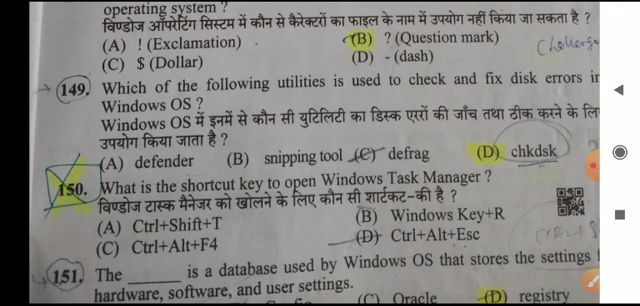 operating system ?
विण्डोज ऑपरेटिंग सिस्टम में कौन से कैरेक्टरों का फाइल के नाम में उपयोग नहीं किया जा सकता है ?
(A) ! (Exclamation) (B) ? (Question mark)
(C) $ (Dollar) (D) - (dash)
149. Which of the following utilities is used to check and fix disk errors in
Windows OS ?
Windows OS में इनमें से कौन सी युटिलिटी का डिस्क एररों की जाँच तथा ठीक करने के लि
उपयोग किया जाता है ?
(A) defender (B) snipping tool (C) defrag (D) chkdsk
150. What is the shortcut key to open Windows Task Manager ?
विण्डोज टास्क मैनेजर को खोलने के लिए कौन सी शार्टकट-की है ?
(A) Ctrl+Shift+T (B) Windows Key+R
(C) Ctrl+Alt+F4 (D) Ctrl+Alt+Esc
151. The ______ is a database used by Windows OS that stores the settings
hardware, software, and user settings.
(C) Oracle (D) registry